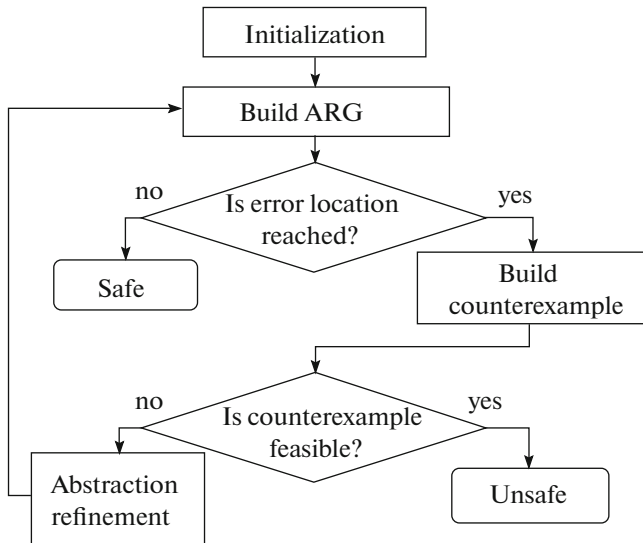 Initialization
Build ARG
no
yes
Is error location
reached?
Safe
Build
counterexample
no
yes
Is counterexample
feasible?
Abstraction
refinement
Unsafe